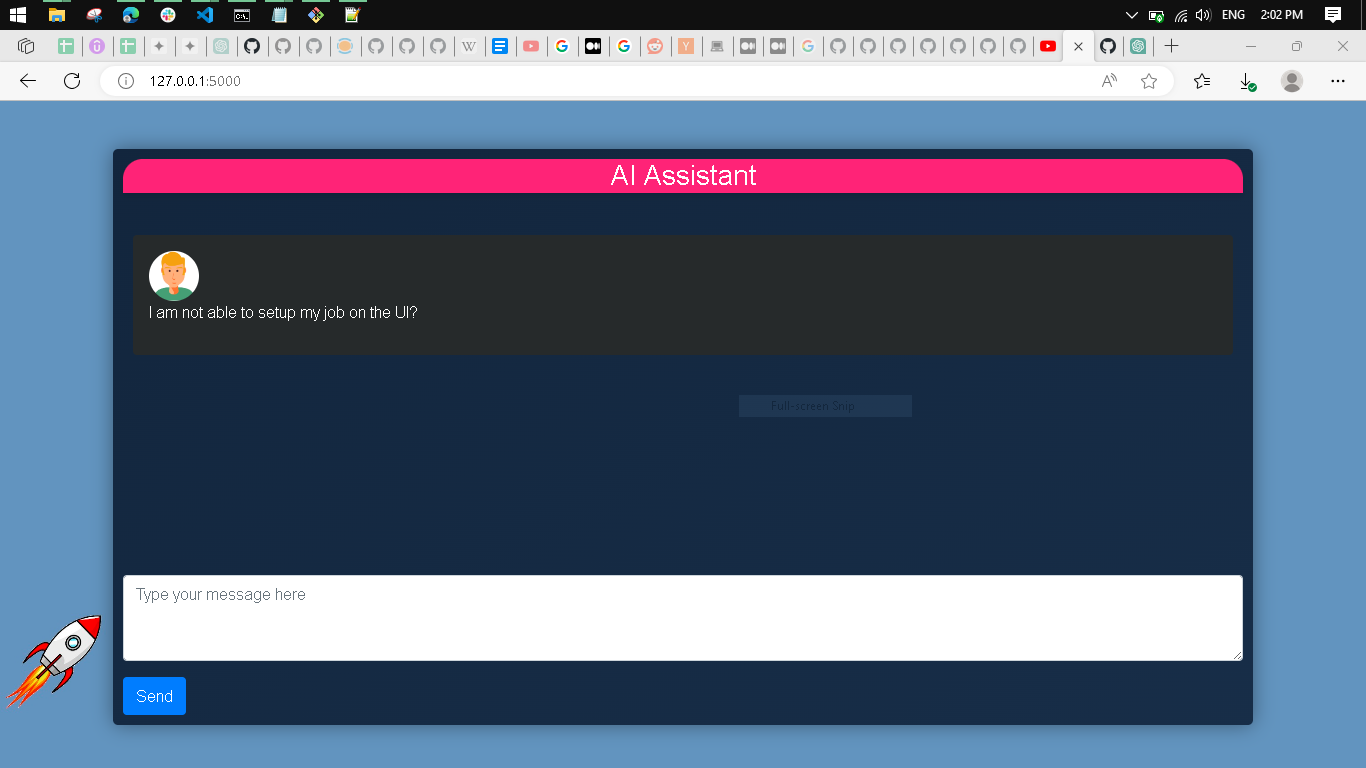 ENG
2:02 PM
127.0.0.1:5000
AI Assistant
I am not able to setup my job on the UI?
Full-screen Snip
Type your message here
Send